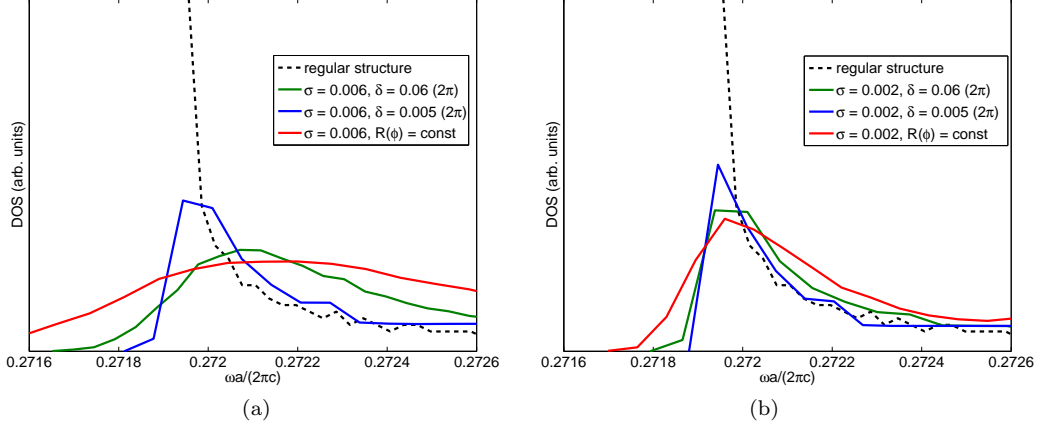 DOS (arb. units)
regular structure
σ = 0.006, δ = 0.06 (2π)
σ = 0.006, δ = 0.005 (2π)
σ = 0.006, R(ϕ) = const
0.2716 0.2718 0.272 0.2722 0.2724 0.2726
ωa/(2πc)
(a)
DOS (arb. units)
regular structure
σ = 0.002, δ = 0.06 (2π)
σ = 0.002, δ = 0.005 (2π)
σ = 0.002, R(ϕ) = const
0.2716 0.2718 0.272 0.2722 0.2724 0.2726
ωa/(2πc)
(b)